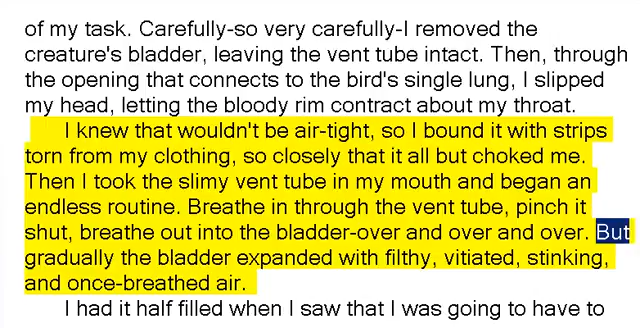 of my task. Carefully-so very carefully-I removed the
creature's bladder, leaving the vent tube intact. Then, through
the opening that connects to the bird's single lung, I slipped
my head, letting the bloody rim contract about my throat.
I knew that wouldn't be air-tight, so I bound it with strips
torn from my clothing, so closely that it all but choked me.
Then I took the slimy vent tube in my mouth and began an
endless routine. Breathe in through the vent tube, pinch it
shut, breathe out into the bladder-over and over and over. But
gradually the bladder expanded with filthy, vitiated, stinking,
and once-breathed air.
I had it half filled when I saw that I was going to have to